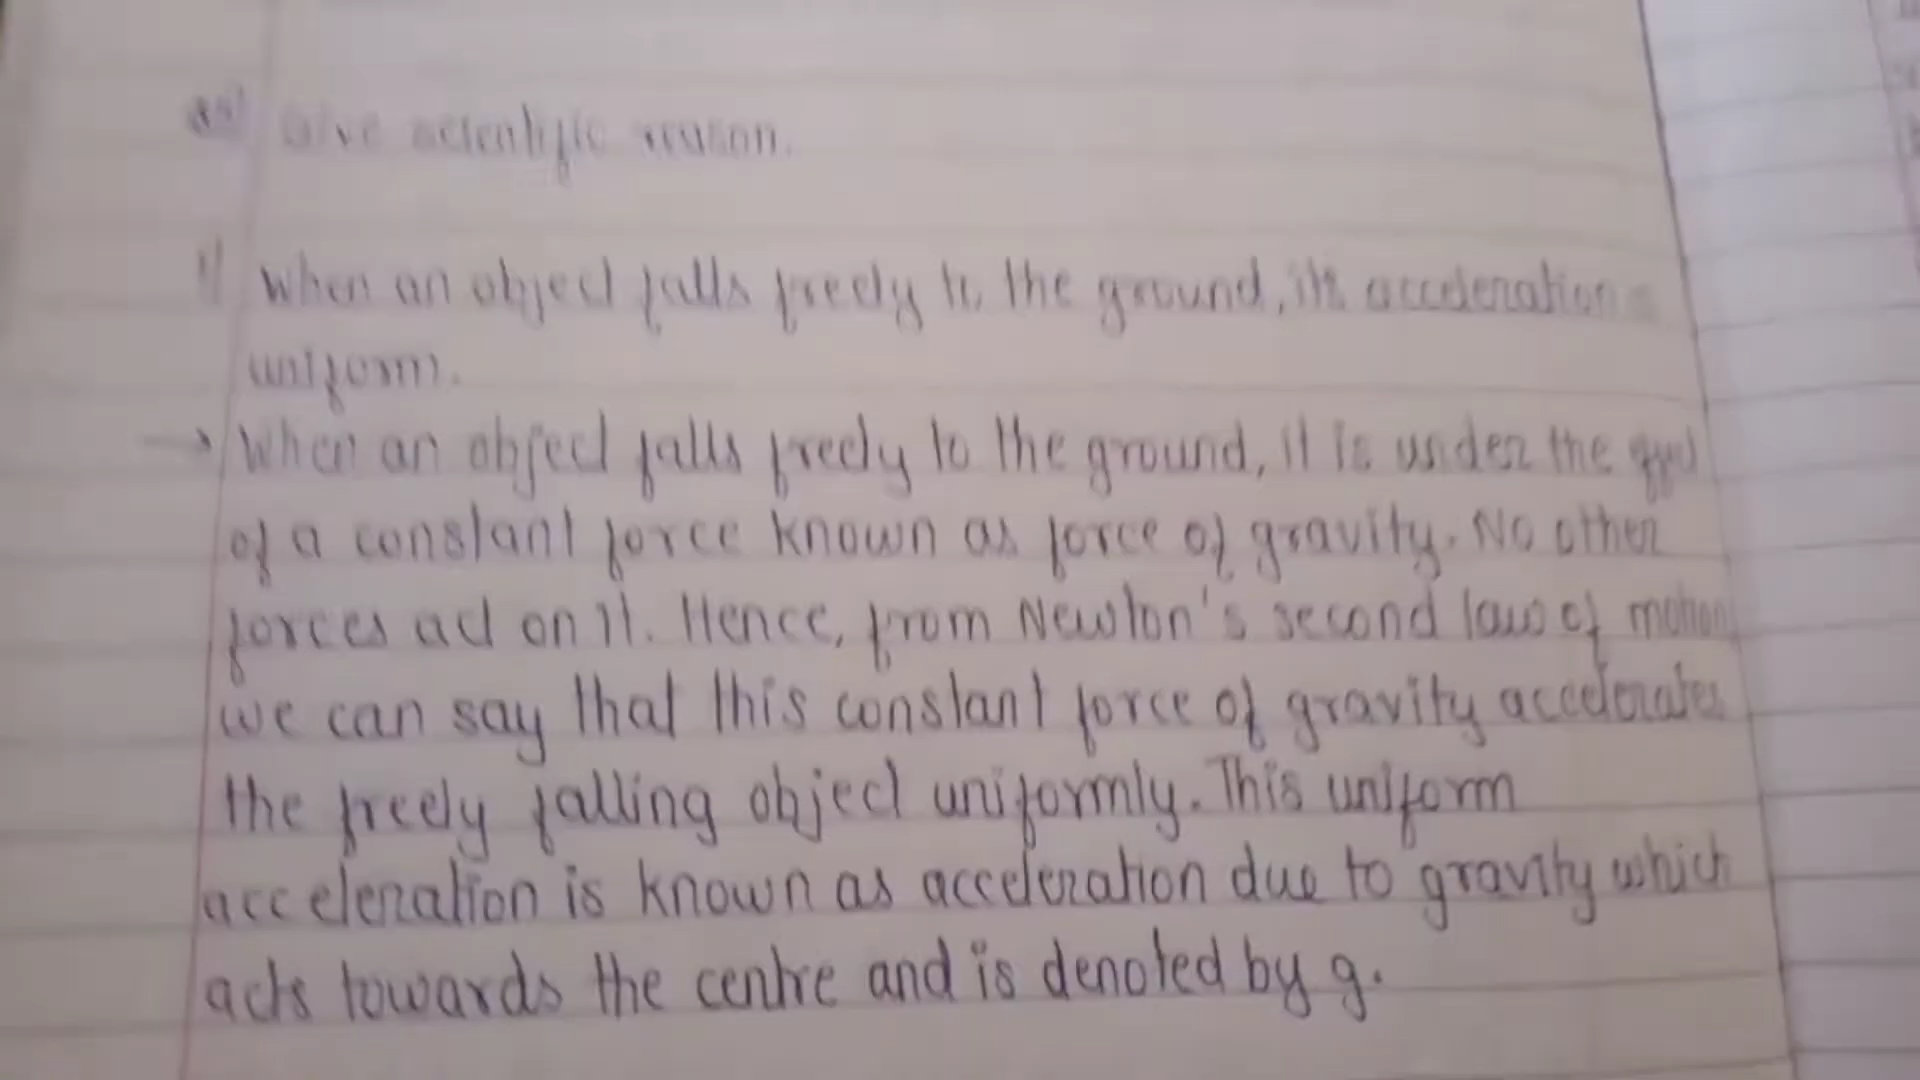 Give scientific reason.
1) When an object falls freely to the ground, its acceleration
uniform.
→ When an object falls freely to the ground, it is under the effect
of a constant force known as force of gravity. No other
forces act on it. Hence, from Newton's second law of motion
we can say that this constant force of gravity accelerates
the freely falling object uniformly. This uniform
acceleration is known as acceleration due to gravity which
acts towards the centre and is denoted by g.